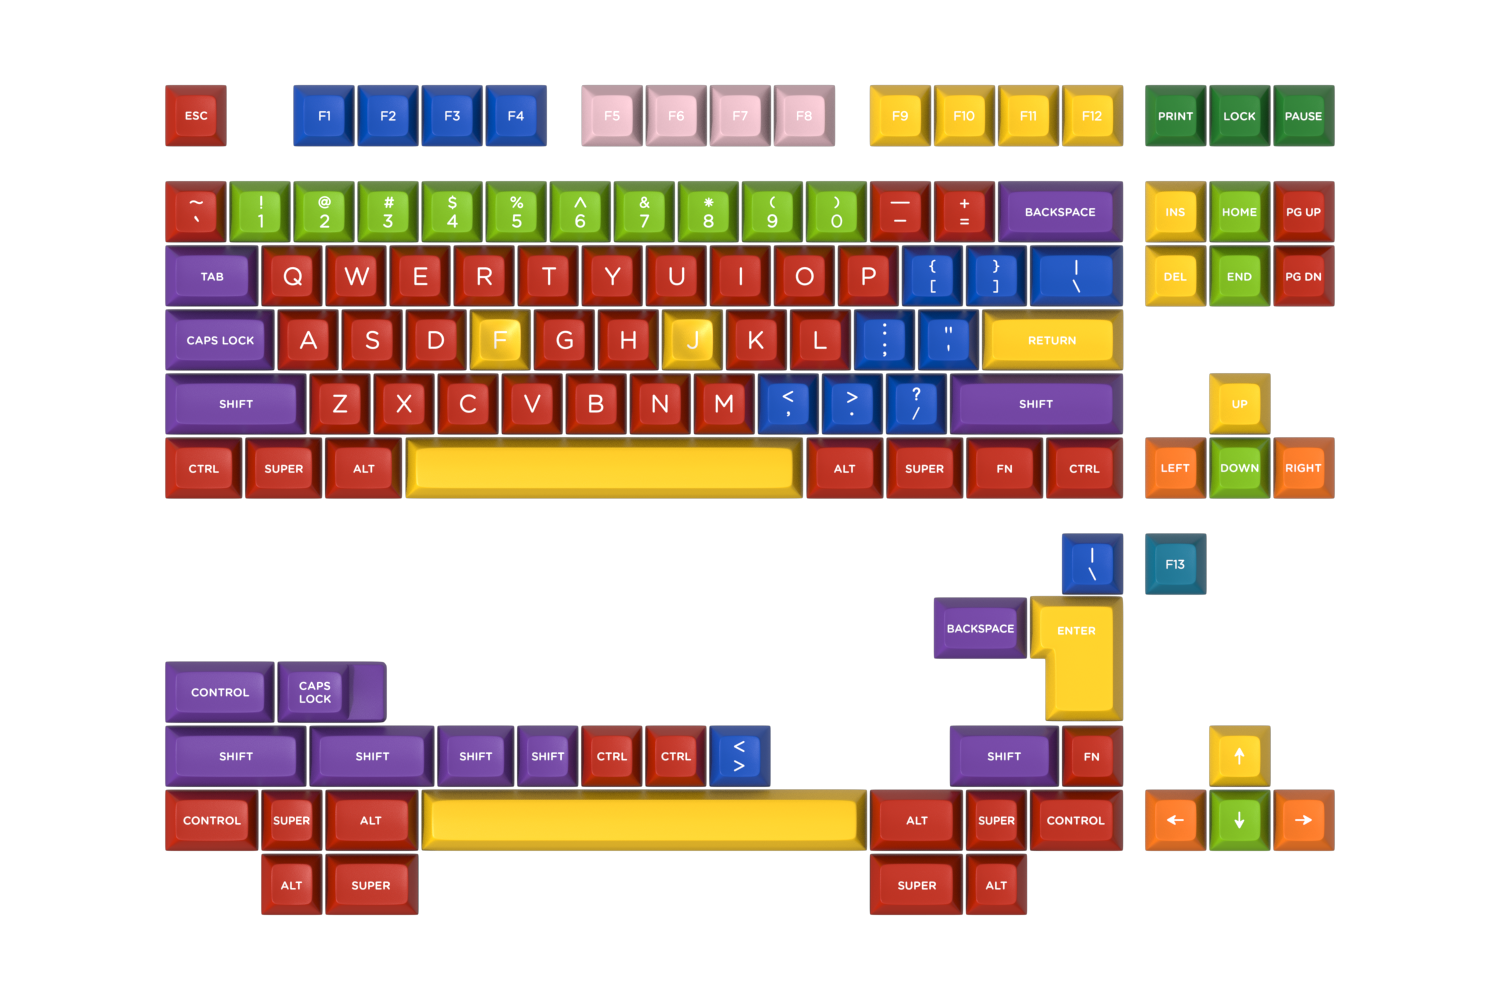 ESC F1 F2 F3 F4 F5 F6 F7 F8 F9 F10 F11 F12 PRINT LOCK PAUSE
~ ! @ # $ % ^ & * ( ) — +
` 1 2 3 4 5 6 7 8 9 0 – = BACKSPACE INS HOME PG UP
TAB Q W E R T Y U I O P { } |
[ ] \ DEL END PG DN
CAPS LOCK A S D F G H J K L : "
; ' RETURN
SHIFT Z X C V B N M < > ?
, . / SHIFT UP
CTRL SUPER ALT ALT SUPER FN CTRL LEFT DOWN RIGHT
|
\ F13
BACKSPACE ENTER
CONTROL CAPS
LOCK
SHIFT SHIFT SHIFT SHIFT CTRL CTRL <
> SHIFT FN ↑
CONTROL SUPER ALT ALT SUPER CONTROL ← ↓ →
ALT SUPER SUPER ALT